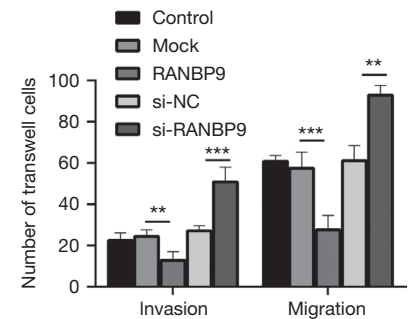 Control
Mock
RANBP9
si-NC
si-RANBP9
Number of transwell cells
100
80
60
40
20
0
**
***
***
**
Invasion
Migration